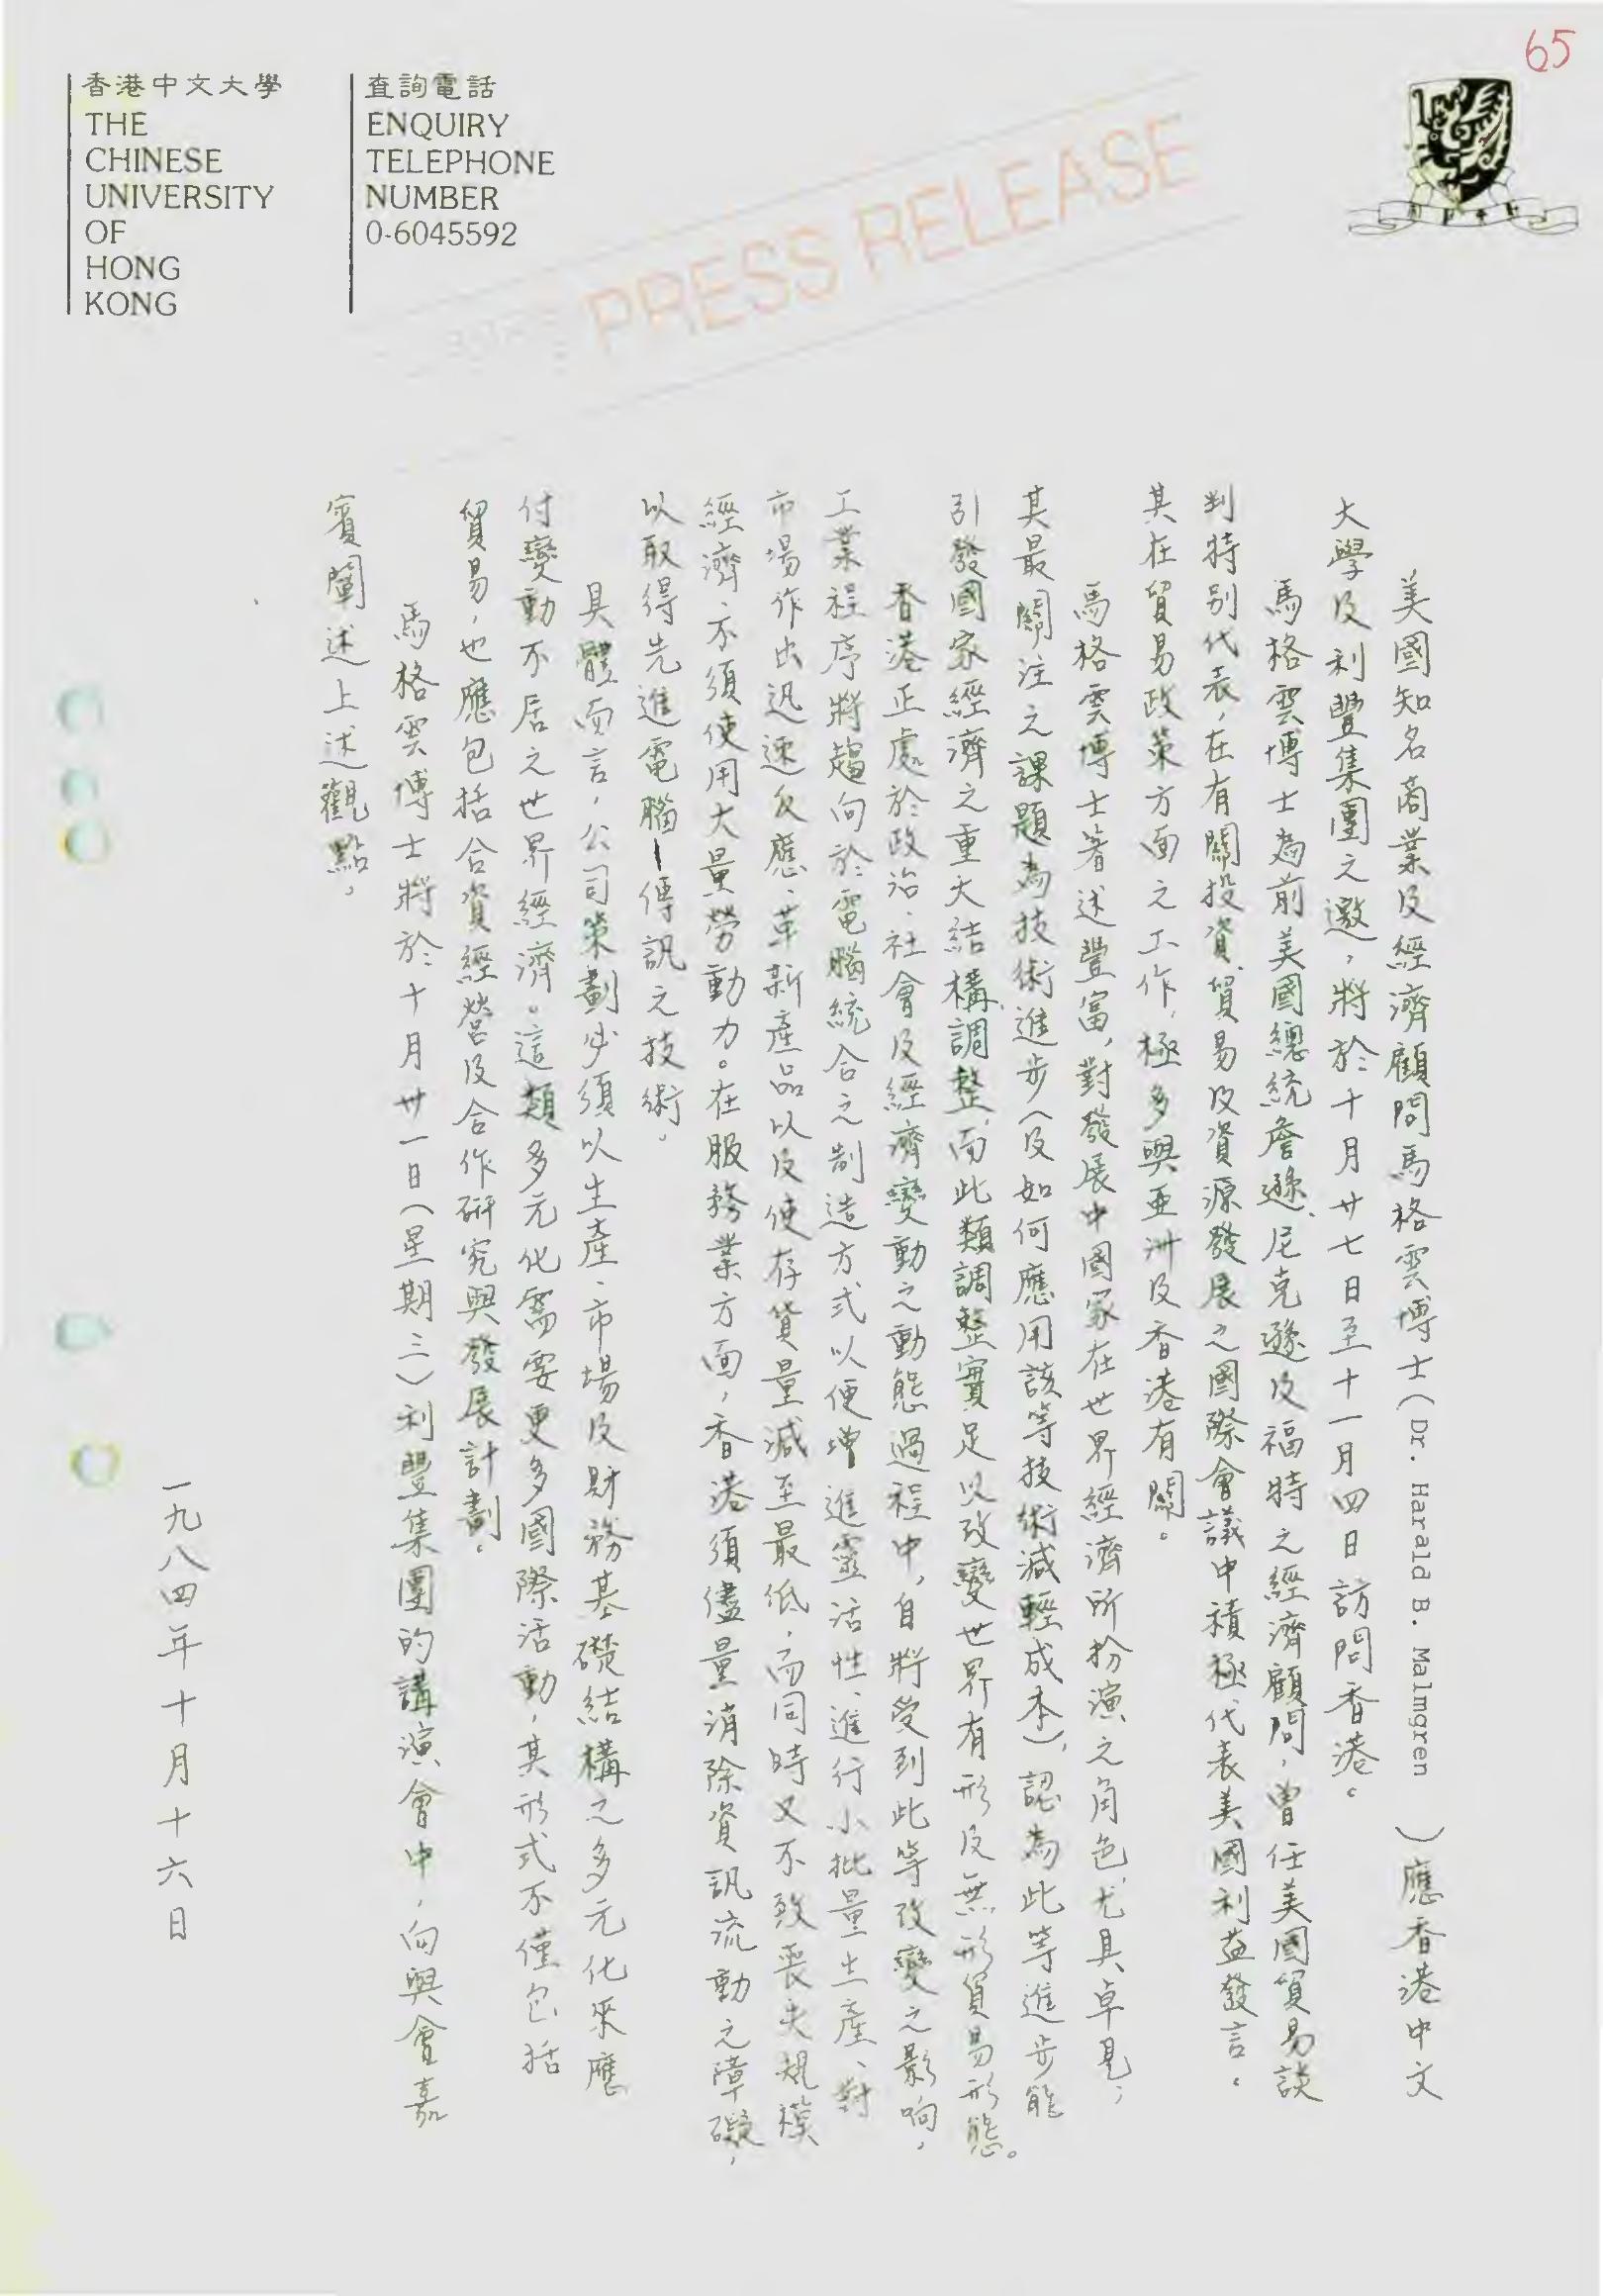 65
香港中文大學
THE
CHINESE
UNIVERSITY
OF
HONG
KONG
查詢電話
ENQUIRY
TELEPHONE
NUMBER
0-6045592
PRESS RELEASE
美國知名商業及經濟顧問馬格雲博士(Dr. Harald B. Malmgren )應香港中文
大學及利豐集團之邀,將於十月廿七日至十一月四日訪問香港。
馬格雲博士為前美國總統詹遜、尼克遜及福特之經濟顧問,曾任美國貿易談
判特別代表,在有關投資、貿易及資源發展之國際會議中積極代表美國利益發言。
其在貿易政策方面之工作,極多與亞洲及香港有關。
馬格雲博士著述豐富,對發展中國家在世界經濟所扮演之角色,尤具卓見,
其最關注之課題為技術進步(及如何應用該等技術減輕成本),認為此等進步能
引發國家經濟之重大結構調整,而此類調整實足以改變世界有形及無形貿易形態。
香港正處於政治、社會及經濟變動之動態過程中,自將受到此等改變之影响,
工業程序將趨向於電腦統合之制造方式以便增進靈活性、進行小批量生產、對
市場作出迅速反應、革新產品以及使存貨量減至最低,而同時又不致喪失規模
經濟,不須使用大量勞動力。在服務業方面,香港須儘量消除資訊流動之障礙,
以取得先進電腦—傳訊之技術。
具體而言,公司策劃必須以生產、市場及財務基礎結構之多元化來應
付變動不居之世界經濟。這類多元化需要更多國際活動,其形式不僅包括
貿易,也應包括合資經營及合作研究與發展計劃。
馬格雲博士將於十月卅一日(星期三)利豐集團的講演會中,向與會嘉
賓闡述上述觀點。
一九八四年十月十六日